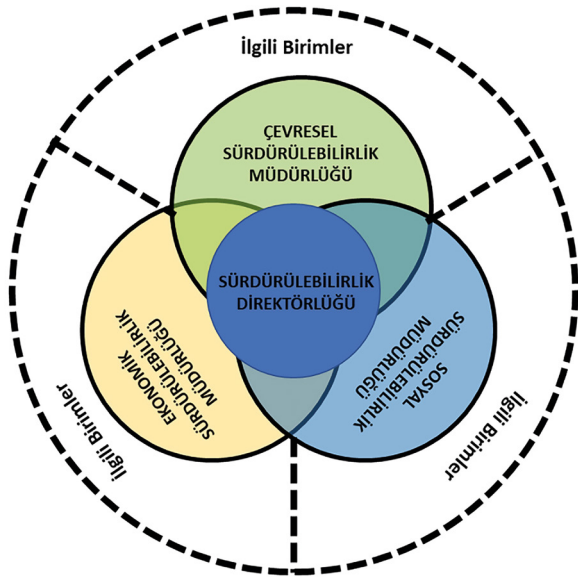 İlgili Birimler
ÇEVRESEL
SÜRDÜRÜLEBİLİRLİK
MÜDÜRLÜĞÜ
SÜRDÜRÜLEBİLİRLİK
DİREKTÖRLÜĞÜ
EKONOMİK
SÜRDÜRÜLEBİLİRLİK
MÜDÜRLÜĞÜ
SOSYAL
SÜRDÜRÜLEBİLİRLİK
MÜDÜRLÜĞÜ
İlgili Birimler
İlgili Birimler